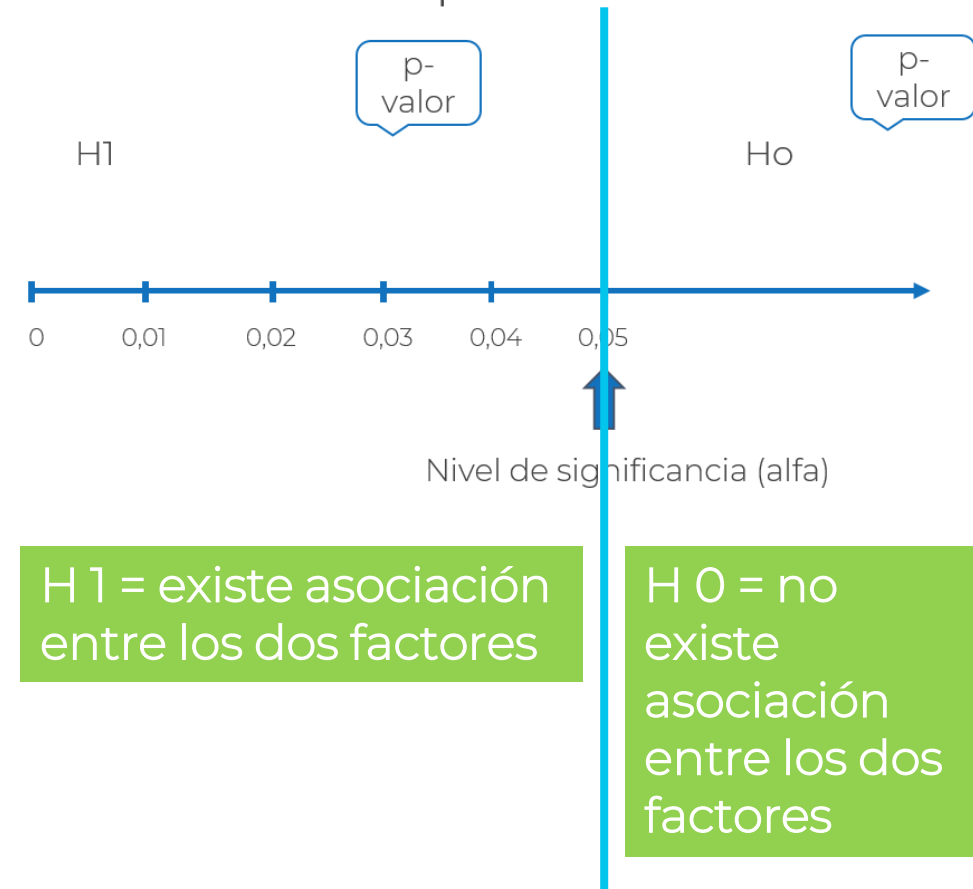 p-
valor
p-
valor
H1
Ho
0
0,01
0,02
0,03
0,04
0,05
Nivel de significancia (alfa)
H 1 = existe asociación
entre los dos factores
H 0 = no
existe
asociación
entre los dos
factores